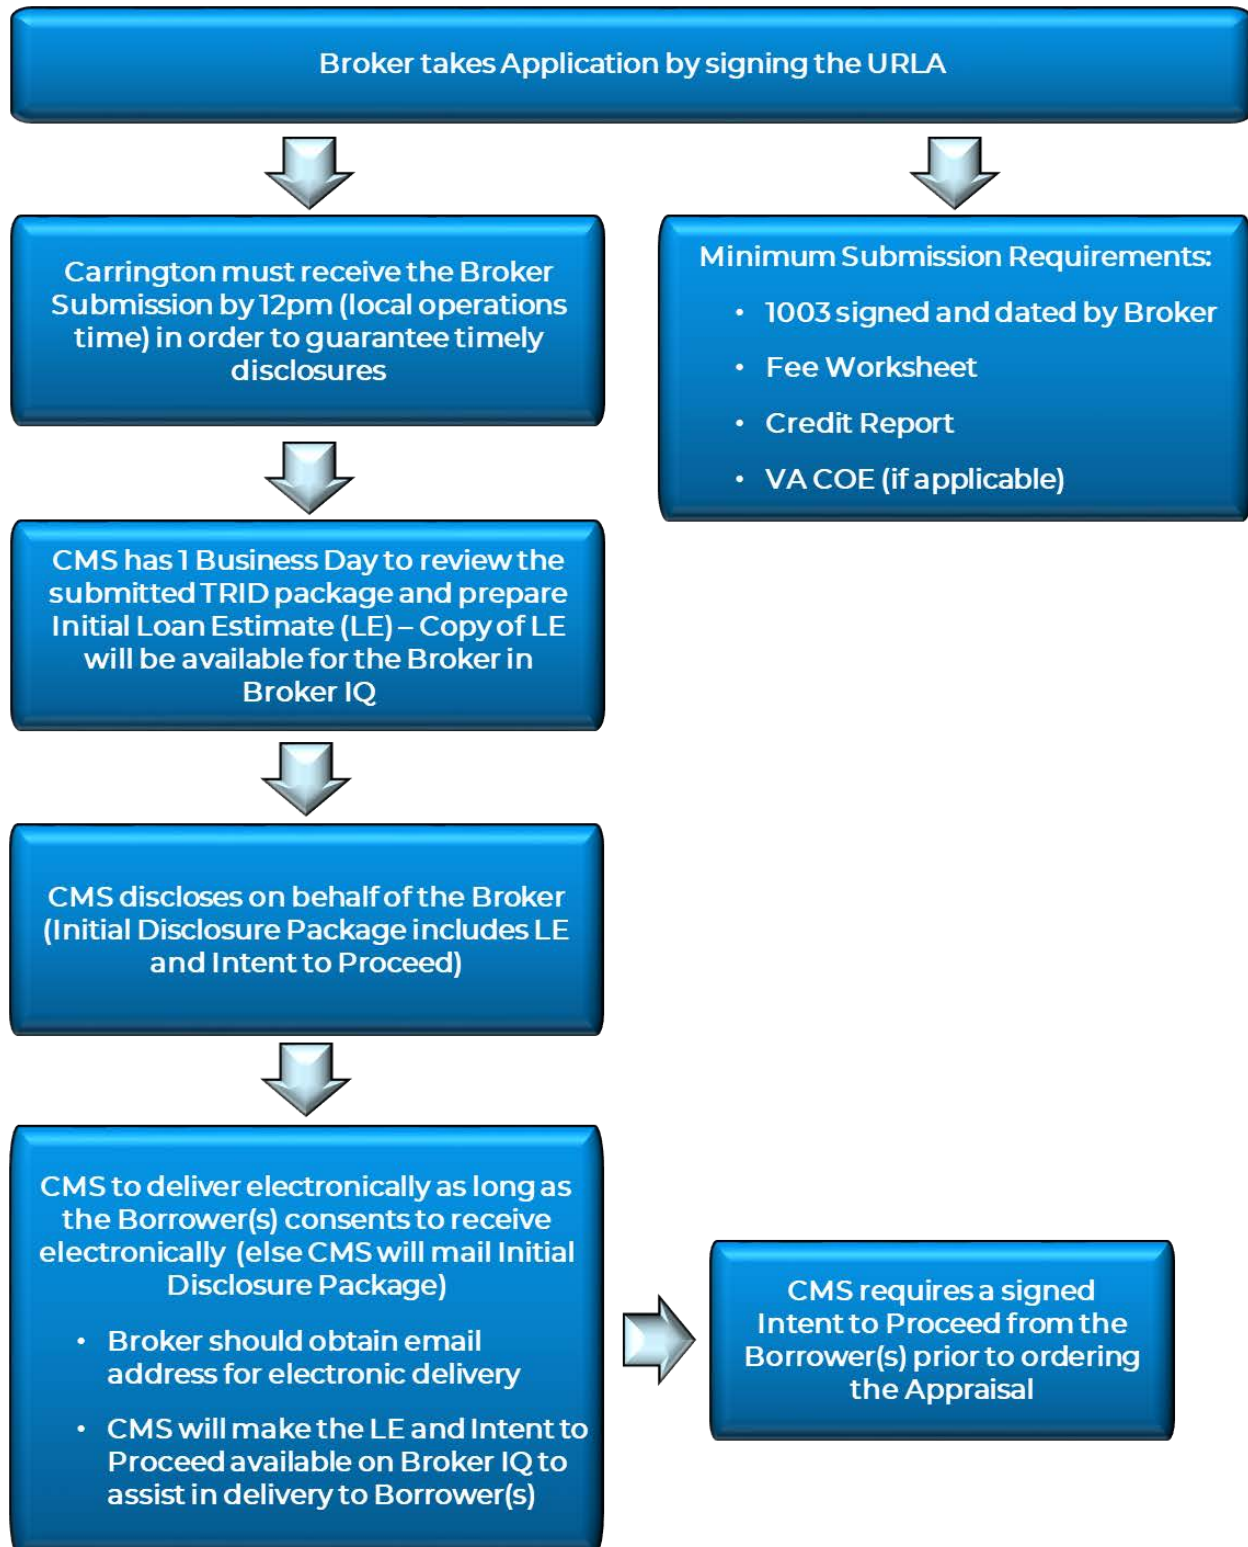 Broker takes Application by signing the URLA
Carrington must receive the Broker
Submission by 12pm (local operations
time) in order to guarantee timely
disclosures
Minimum Submission Requirements:
• 1003 signed and dated by Broker
• Fee Worksheet
• Credit Report
• VA COE (if applicable)
CMS has 1 Business Day to review the
submitted TRID package and prepare
Initial Loan Estimate (LE) – Copy of LE
will be available for the Broker in
Broker IQ
CMS discloses on behalf of the Broker
(Initial Disclosure Package includes LE
and Intent to Proceed)
CMS to deliver electronically as long as
the Borrower(s) consents to receive
electronically (else CMS will mail Initial
Disclosure Package)
• Broker should obtain email
address for electronic delivery
• CMS will make the LE and Intent to
Proceed available on Broker IQ to
assist in delivery to Borrower(s)
CMS requires a signed
Intent to Proceed from the
Borrower(s) prior to ordering
the Appraisal